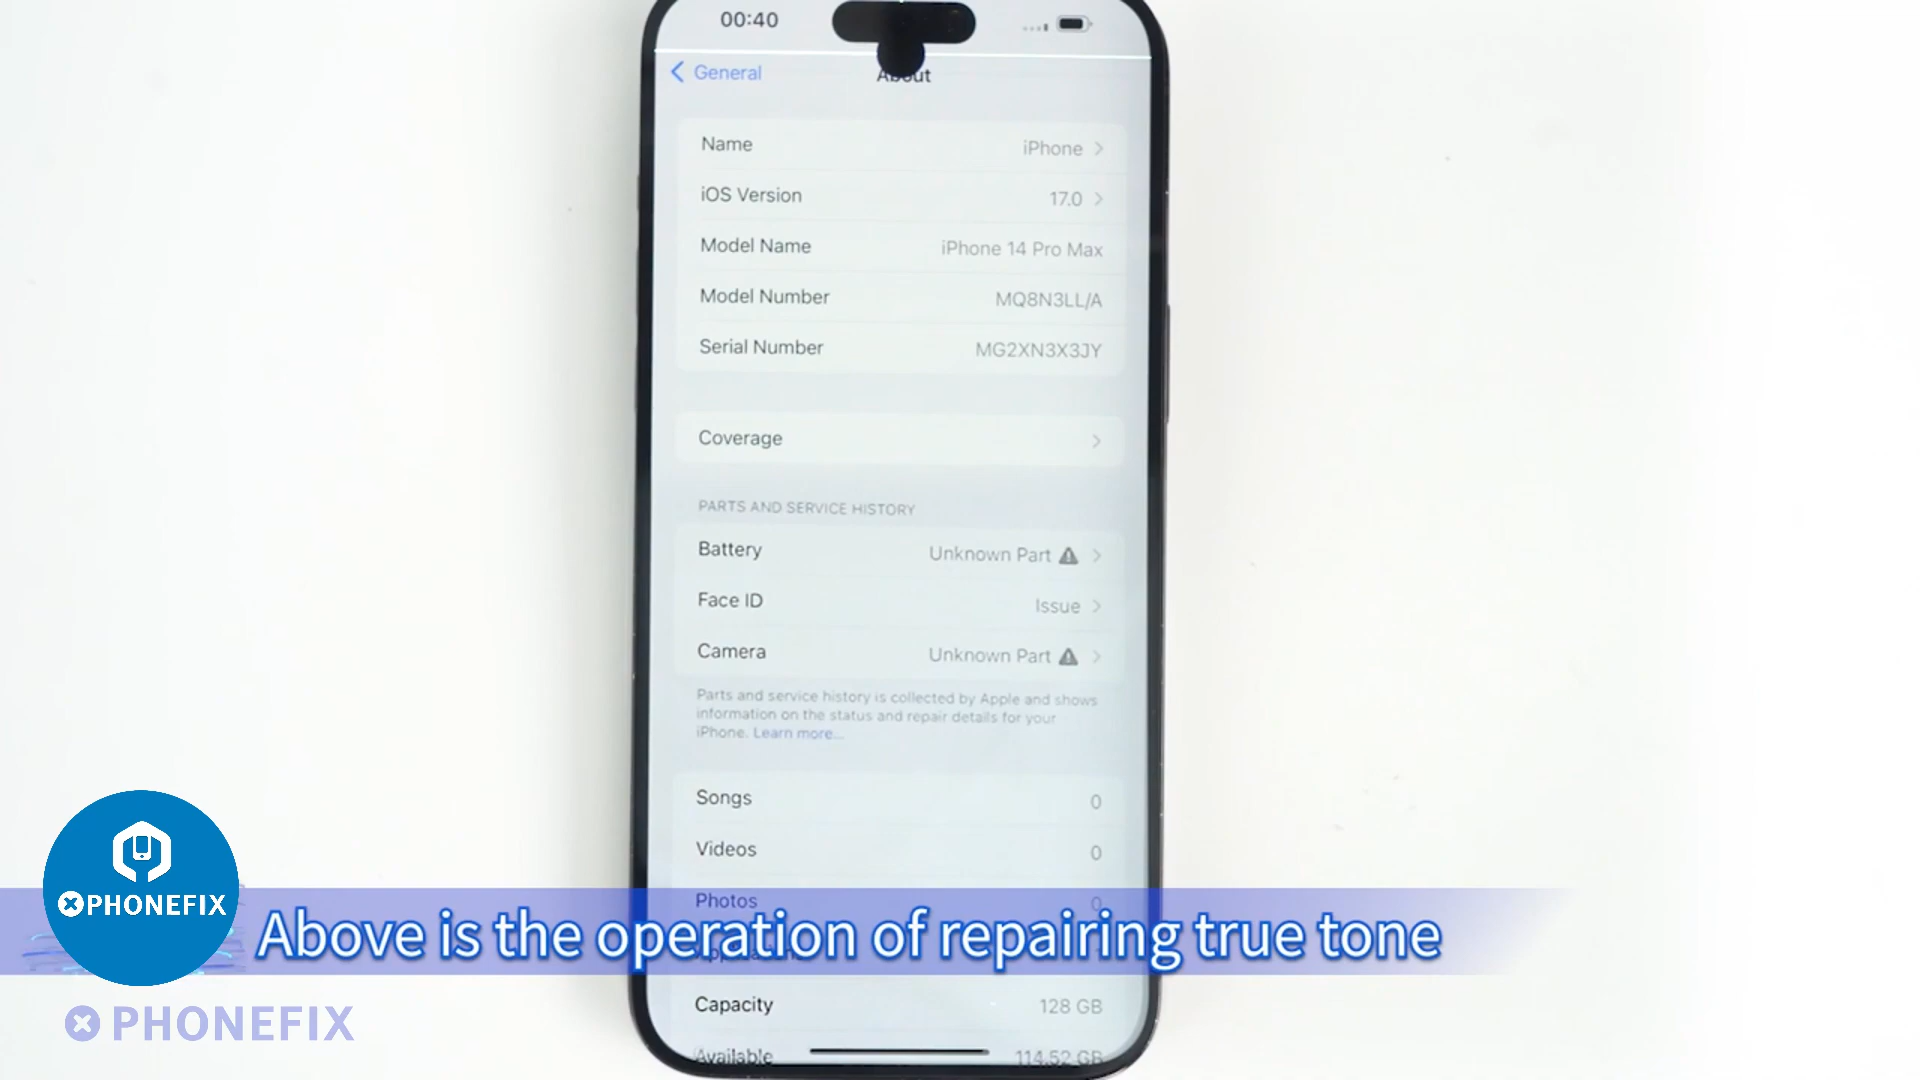 00:40
General
About
Name
iPhone
iOS Version
17.0
Model Name
iPhone 14 Pro Max
Model Number
MQ8N3LL/A
Serial Number
MG2XN3X3JY
Coverage
PARTS AND SERVICE HISTORY
Battery
Unknown Part
Face ID
Issue
Camera
Unknown Part
Parts and service history is collected by Apple and shows
information on the status and repair details for your
iPhone. Learn more...
Songs
0
Videos
0
Photos
0
PHONEFIX
Above is the operation of repairing true tone
Capacity
128 GB
PHONEFIX
Available
114.52 GB